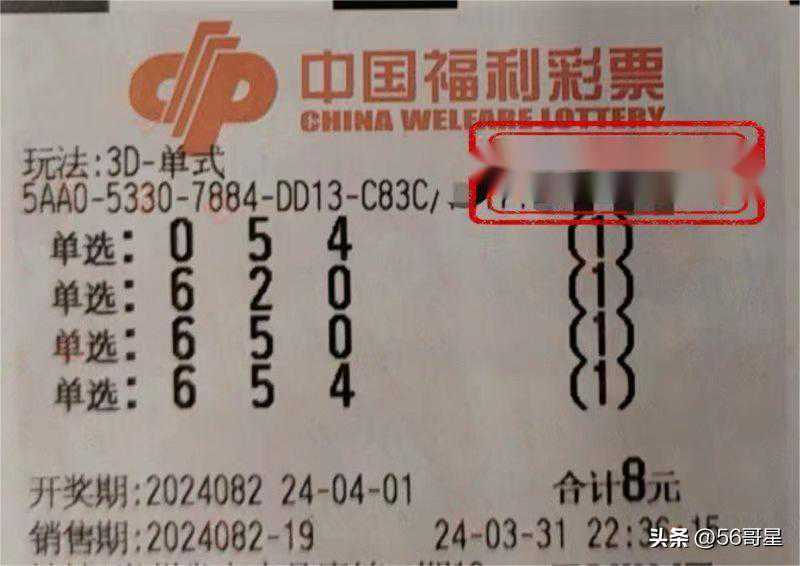 中国福利彩票
CHINA WELFARE LOTTERY
玩法:3D-单式
5AA0-5330-7884-DD13-C83C/
单选: 0 5 4 (1)
单选: 6 2 0 (1)
单选: 6 5 0 (1)
单选: 6 5 4 (1)
开奖期:2024082 24-04-01 合计8元
销售期:2024082-19 24-03-31 22:36
头条 @56哥星